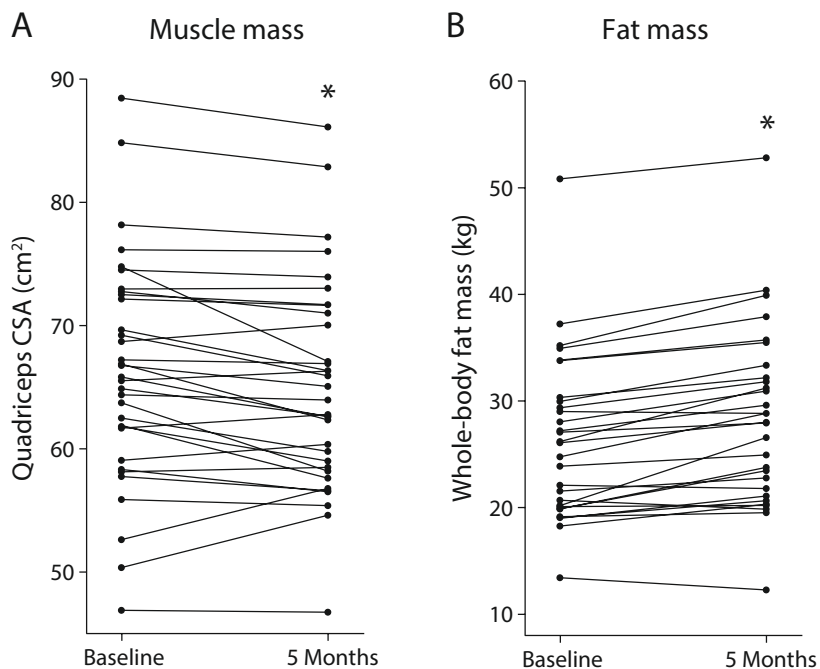 A
Muscle mass
Quadriceps CSA (cm²)
90
80
70
60
50
*
Baseline
5 Months
B
Fat mass
Whole-body fat mass (kg)
60
50
40
30
20
10
*
Baseline
5 Months